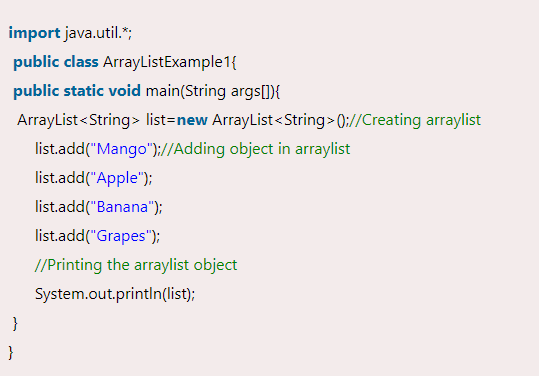 import java.util.*;
public class ArrayListExample1{
public static void main(String args[]){
ArrayList<String> list=new ArrayList<String>();//Creating arraylist
list.add("Mango");//Adding object in arraylist
list.add("Apple");
list.add("Banana");
list.add("Grapes");
//Printing the arraylist object
System.out.println(list);
}
}